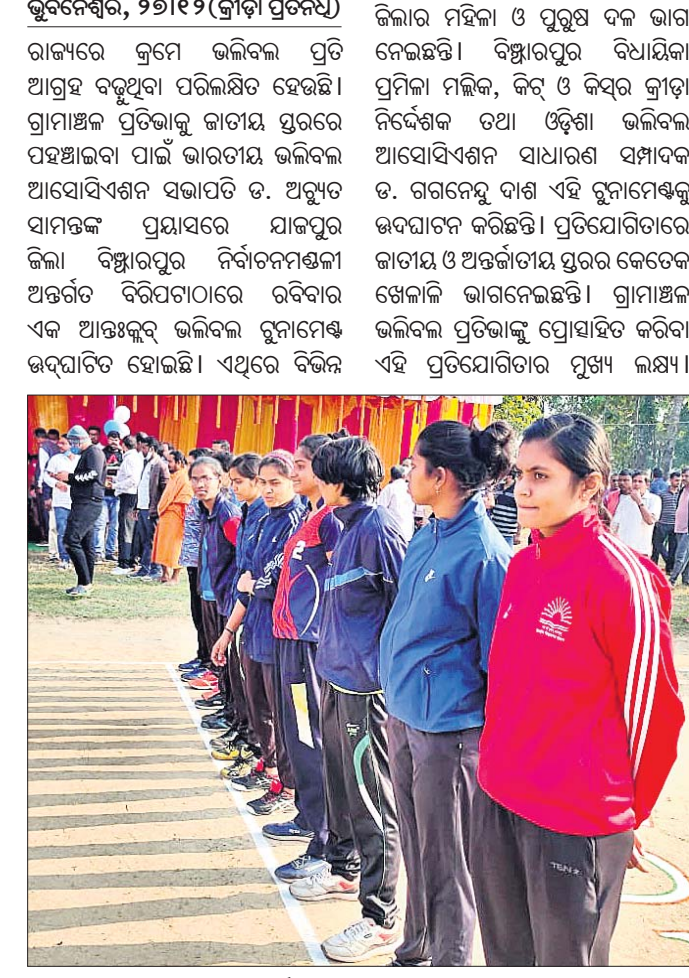 ଭୁବନେଶ୍ୱର, ୨୭।୧୨(କ୍ରୀଡ଼ା ପ୍ରତିନିଧି)
ରାଜ୍ୟରେ କ୍ରମେ ଭଲିବଲ ପ୍ରତି
ଆଗ୍ରହ ବଢ଼ୁଥିବା ପରିଲକ୍ଷିତ ହେଉଛି।
ଗ୍ରାମାଞ୍ଚଳ ପ୍ରତିଭାକୁ ଜାତୀୟ ସ୍ତରରେ
ପହଞ୍ଚାଇବା ପାଇଁ ଭାରତୀୟ ଭଲିବଲ
ଆସୋସିଏଶନ ସଭାପତି ଡ. ଅଚ୍ୟୁତ
ସାମନ୍ତଙ୍କ ପ୍ରୟାସରେ ଯାଜପୁର
ଜିଲା ବିଞ୍ଝାରପୁର ନିର୍ବାଚନମଣ୍ଡଳୀ
ଅନ୍ତର୍ଗତ ବିରିପଟାଠାରେ ରବିବାର
ଏକ ଆନ୍ତଃକ୍ଲବ୍ ଭଲିବଲ ଟୁନାମେଣ୍ଟ
ଉଦ୍‌ଘାଟିତ ହୋଇଛି। ଏଥିରେ ବିଭିନ୍ନ
ଜିଲାର ମହିଳା ଓ ପୁରୁଷ ଦଳ ଭାଗ
ନେଇଛନ୍ତି। ବିଞ୍ଝାରପୁର ବିଧାୟିକା
ପ୍ରମିଳା ମଲ୍ଲିକ, କିଟ୍ ଓ କିସ୍‌ର କ୍ରୀଡ଼ା
ନିର୍ଦ୍ଦେଶକ ତଥା ଓଡ଼ିଶା ଭଲିବଲ
ଆସୋସିଏଶନ ସାଧାରଣ ସମ୍ପାଦକ
ଡ. ଗଗନେନ୍ଦୁ ଦାଶ ଏହି ଟୁନାମେଣ୍ଟକୁ
ଉଦଘାଟନ କରିଛନ୍ତି। ପ୍ରତିଯୋଗିତାରେ
ଜାତୀୟ ଓ ଅନ୍ତର୍ଜାତୀୟ ସ୍ତରର କେତେକ
ଖେଳାଳି ଭାଗନେଇଛନ୍ତି। ଗ୍ରାମାଞ୍ଚଳ
ଭଲିବଲ ପ୍ରତିଭାଙ୍କୁ ପ୍ରୋତ୍ସାହିତ କରିବା
ଏହି ପ୍ରତିଯୋଗିତାର ମୁଖ୍ୟ ଲକ୍ଷ୍ୟ।
2